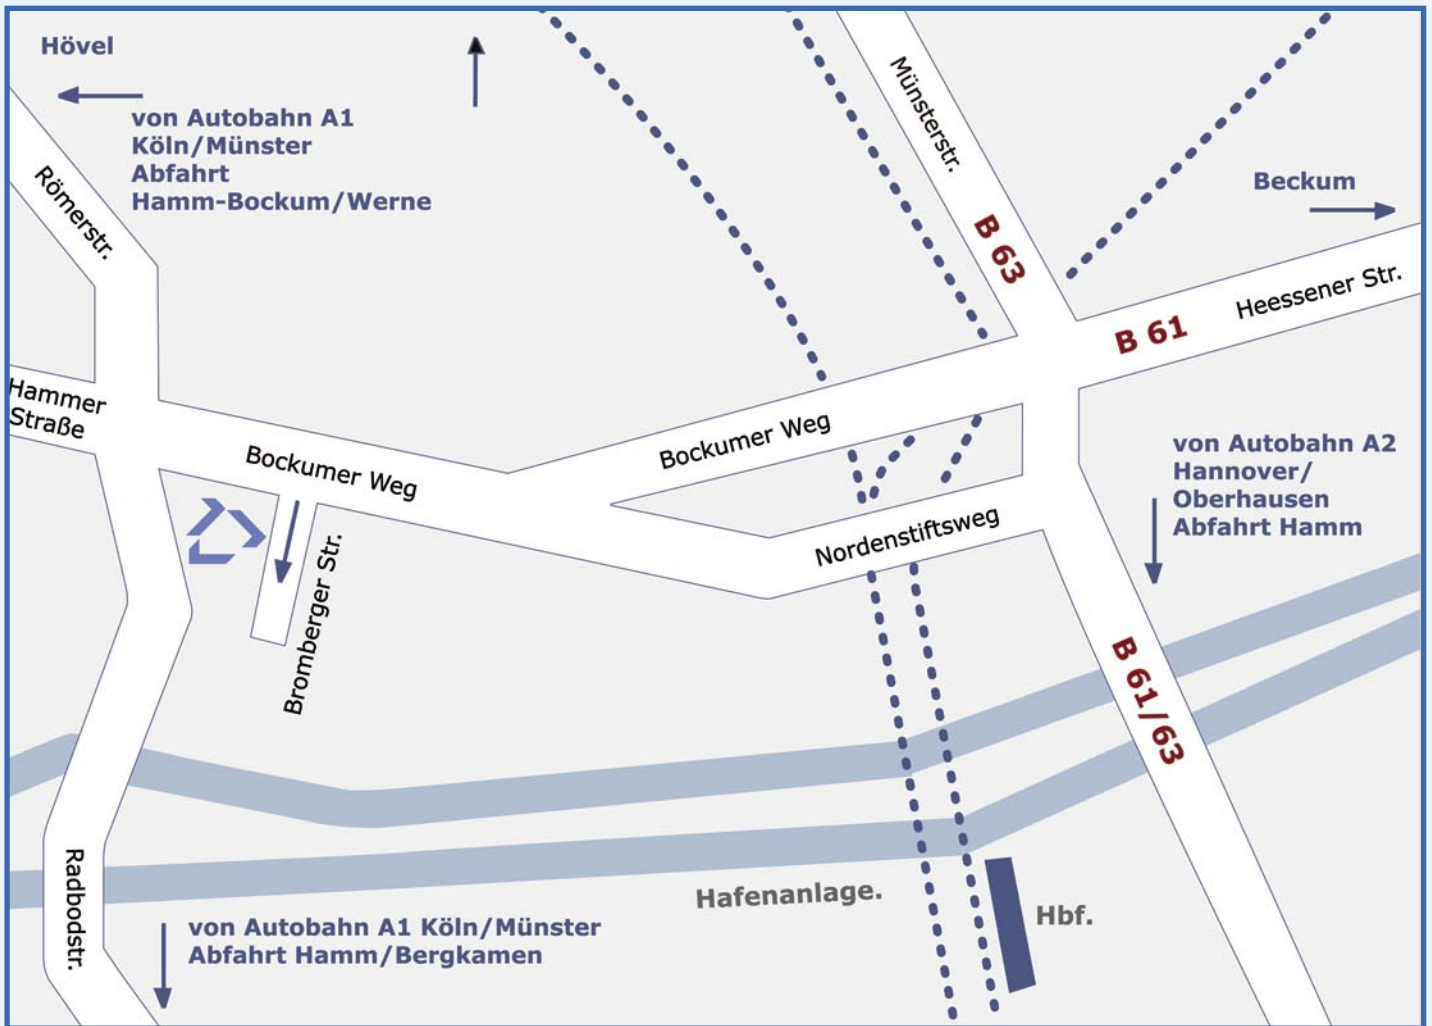 Hövel
von Autobahn A1
Köln/Münster
Abfahrt
Hamm-Bockum/Werne
Römerstr.
Münsterstr.
B 63
Beckum
Heessener Str.
B 61
Hammer
Straße
Bockumer Weg
Bockumer Weg
Nordenstiftsweg
von Autobahn A2
Hannover/
Oberhausen
Abfahrt Hamm
Bromberger Str.
B 61/63
Radbodstr.
Hafenanlage.
Hbf.
von Autobahn A1 Köln/Münster
Abfahrt Hamm/Bergkamen